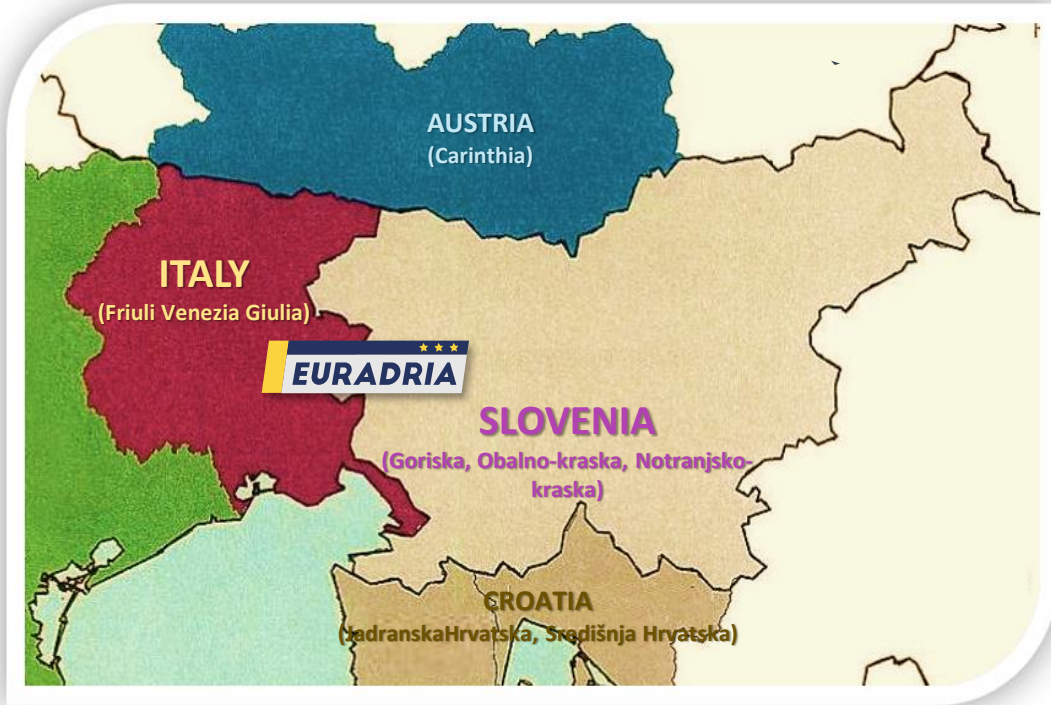 AUSTRIA
(Carinthia)
ITALY
(Friuli Venezia Giulia)
EURADRIA
SLOVENIA
(Goriska, Obalno-kraska, Notranjsko-
kraska)
CROATIA
(JadranskaHrvatska, Središnja Hrvatska)